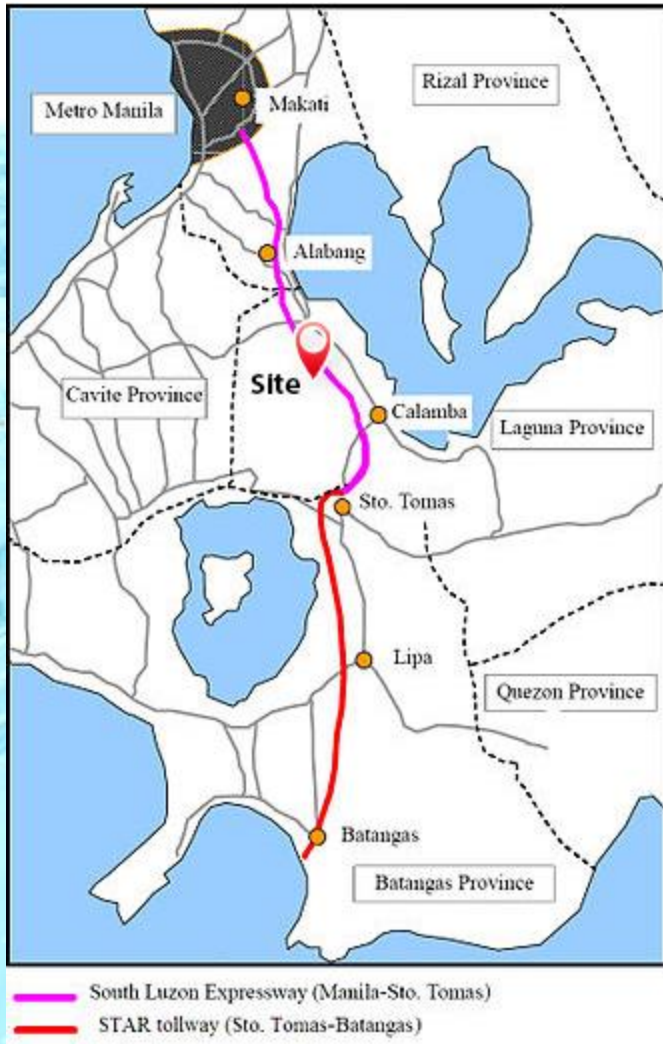 Rizal Province
Makati
Metro Manila
Alabang
Site
Cavite Province
Calamba
Laguna Province
Sto. Tomas
Lipa
Quezon Province
Batangas
Batangas Province
South Luzon Expressway (Manila-Sto. Tomas)
STAR tollway (Sto. Tomas-Batangas)